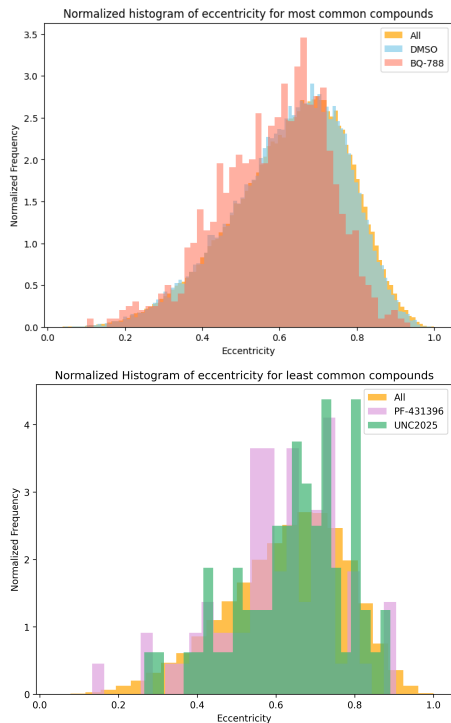 Normalized histogram of eccentricity for most common compounds
All
DMSO
BQ-788
3.5
3.0
2.5
2.0
1.5
1.0
0.5
0.0
Normalized Frequency
0.0 0.2 0.4 0.6 0.8 1.0
Eccentricity
Normalized Histogram of eccentricity for least common compounds
All
PF-431396
UNC2025
4
3
2
1
0
Normalized Frequency
0.0 0.2 0.4 0.6 0.8 1.0
Eccentricity